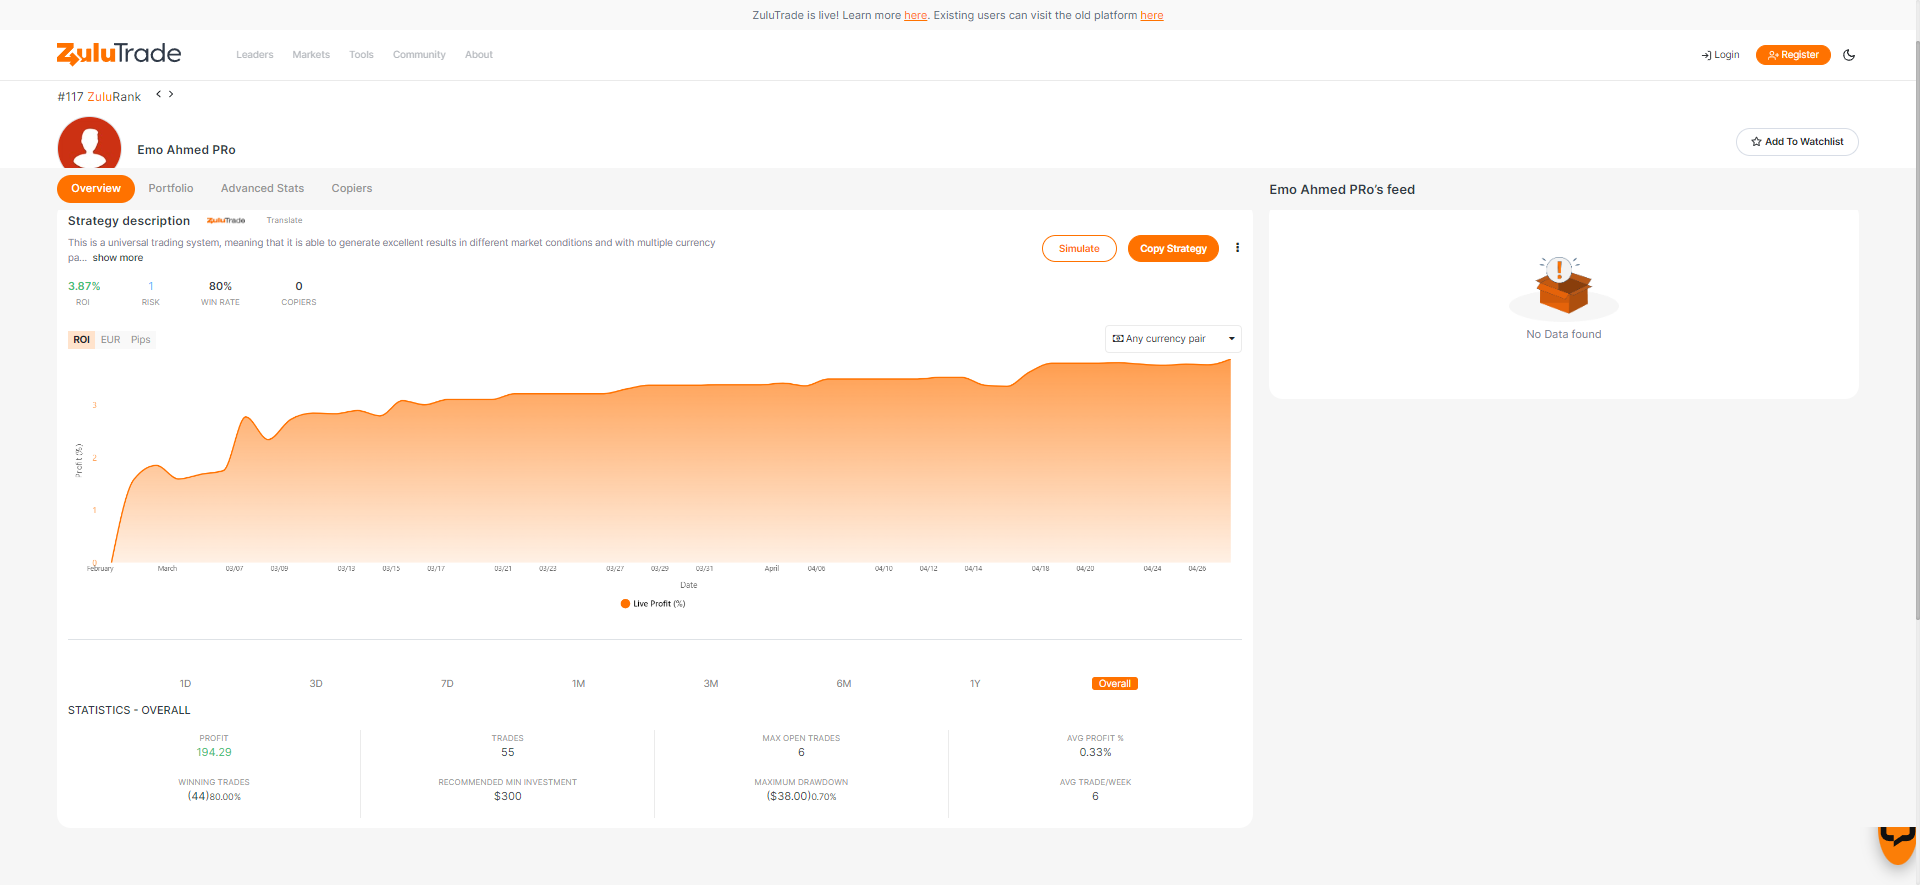 ZuluTrade is live! Learn more here. Existing users can visit the old platform here
ZuluTrade
Leaders Markets Tools Community About
Login Register
#117 ZuluRank < >
Emo Ahmed PRo
Add To Watchlist
Overview Portfolio Advanced Stats Copiers
Emo Ahmed PRo's feed
Strategy description ZuluTrade Translate
This is a universal trading system, meaning that it is able to generate excellent results in different market conditions and with multiple currency
pa... show more
Simulate Copy Strategy
3.87% 1 80% 0
ROI RISK WIN RATE COPIERS
No Data found
ROI EUR Pips
Any currency pair
3
2
1
0
Profit (%)
February March 03/07 03/09 03/13 03/15 03/17 03/21 03/23 03/27 03/29 03/31 April 04/06 04/10 04/12 04/14 04/18 04/20 04/24 04/26
Date
Live Profit (%)
1D 3D 7D 1M 3M 6M 1Y Overall
STATISTICS - OVERALL
PROFIT TRADES MAX OPEN TRADES AVG PROFIT %
194.29 55 6 0.33%
WINNING TRADES RECOMMENDED MIN INVESTMENT MAXIMUM DRAWDOWN AVG TRADE/WEEK
(44)80.00% $300 ($38.00)0.70% 6